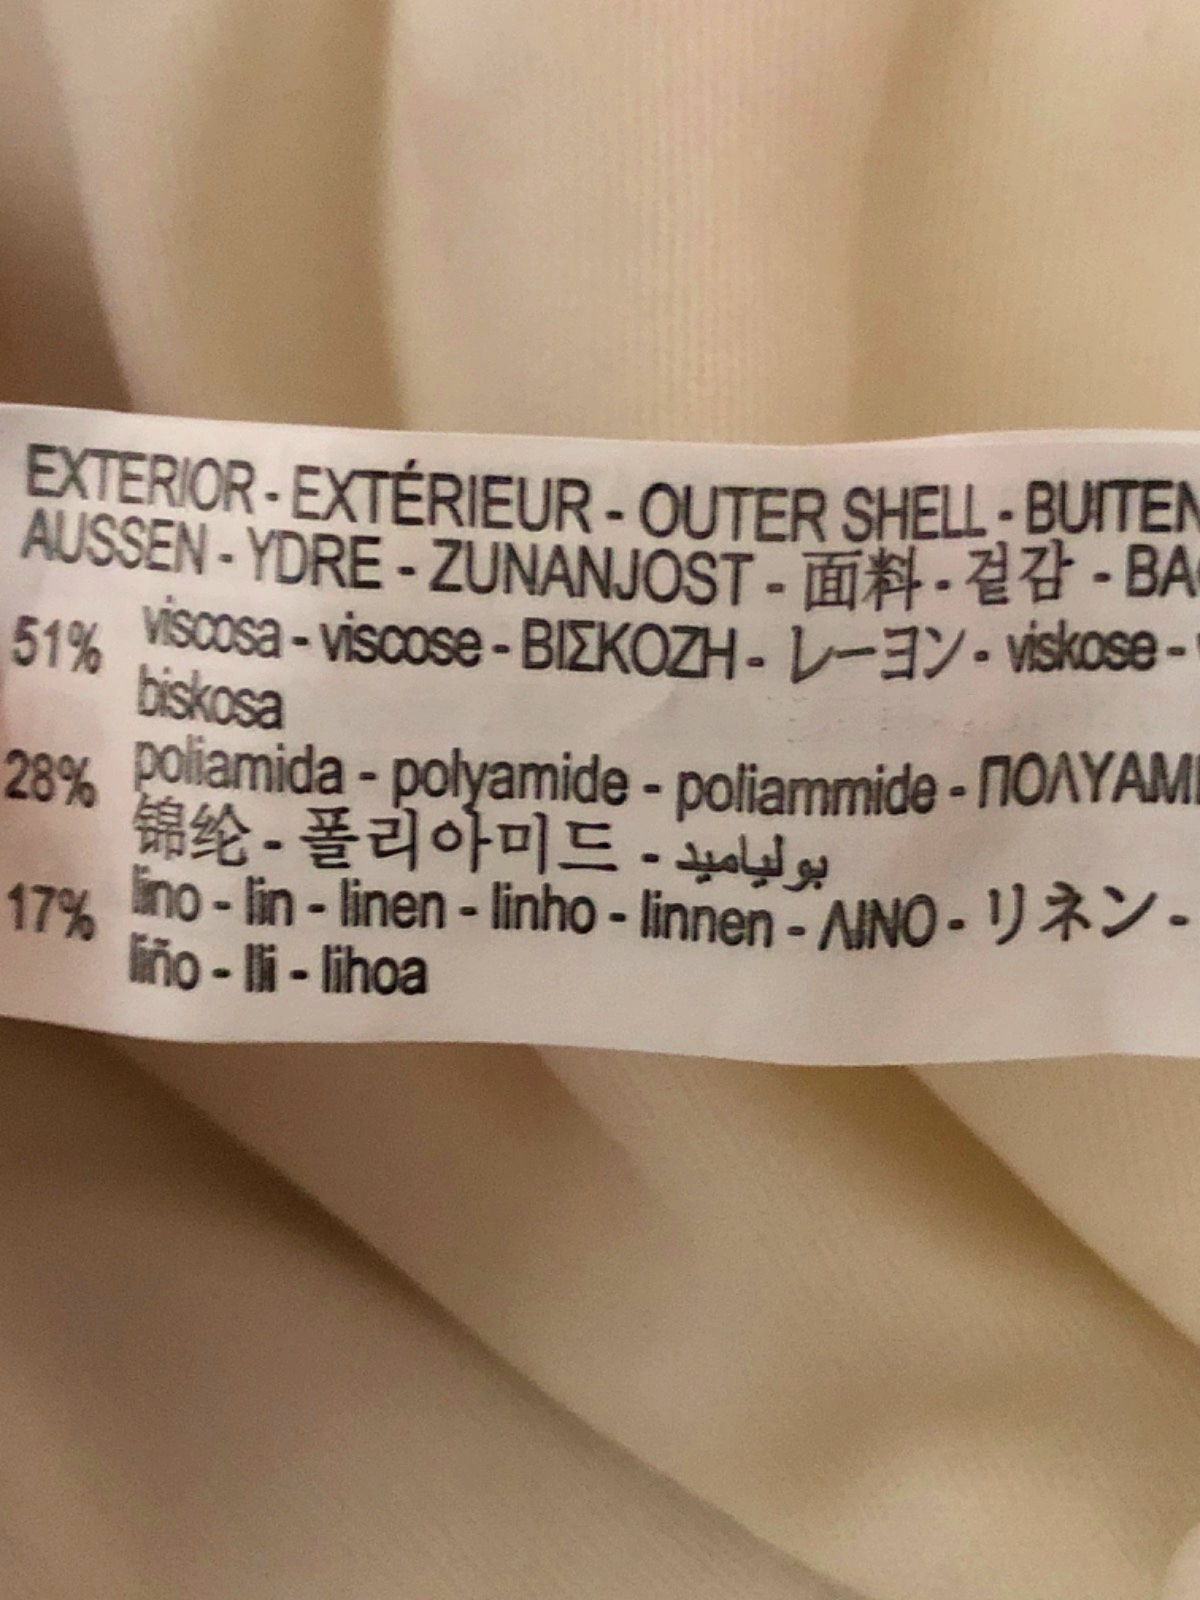 EXTERIOR - EXTÉRIEUR - OUTER SHELL - BUITEN
AUSSEN - YDRE - ZUNANJOST - 面料 - 겉감 - BA
51% viscosa - viscose - ΒΙΣΚΟΖΗ - レーヨン - viskose -
biskosa
28% poliamida - polyamide - poliammide - ΠΟΛΥΑΜΙ
锦纶 - 폴리아미드 - بولياميد
17% lino - lin - linen - linho - linnen - ΛΙΝΟ - リネン -
liño - lli - lihoa